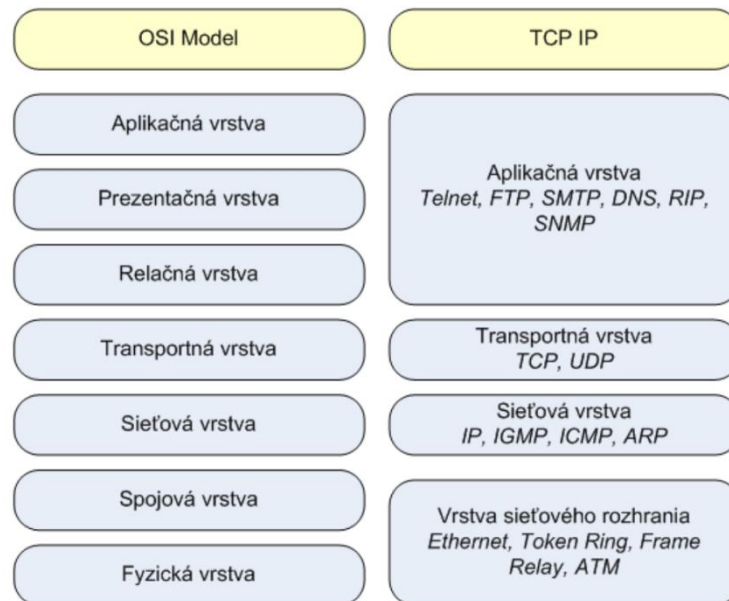 OSI Model
TCP IP
Aplikačná vrstva
Prezentačná vrstva
Relačná vrstva
Transportná vrstva
Sieťová vrstva
Spojová vrstva
Fyzická vrstva
Aplikačná vrstva
Telnet, FTP, SMTP, DNS, RIP,
SNMP
Transportná vrstva
TCP, UDP
Sieťová vrstva
IP, IGMP, ICMP, ARP
Vrstva sieťového rozhrania
Ethernet, Token Ring, Frame
Relay, ATM